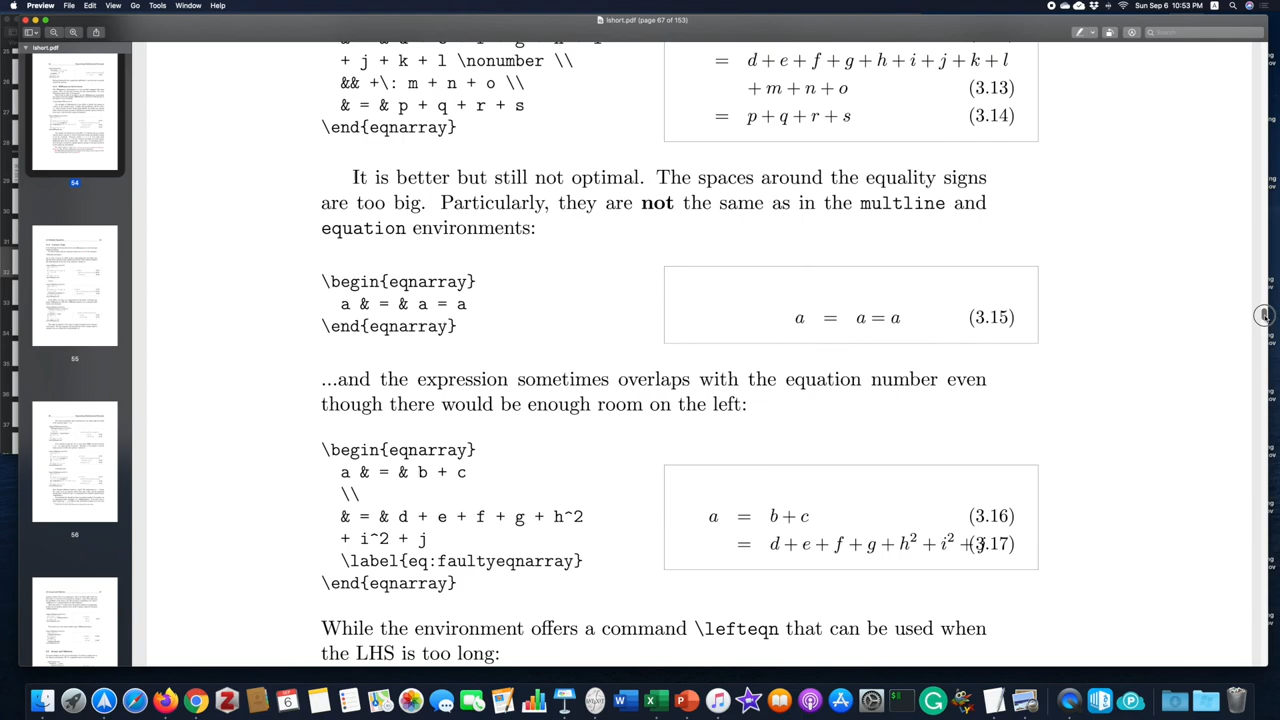 Preview File Edit View Go Tools Window Help
Sun Sep 6 10:53 PM
lshort.pdf (page 67 of 153)
Search
lshort.pdf
54
55
56
+ j + k + l \nonumber \\
& = & p + q + r + s
\end{eqnarray}
(3.13)
= p + q + r + s (3.14)
It is better but still not optimal. The spaces around the equality signs
are too big. Particularly, they are not the same as in the multline and
equation environments:
\begin{eqnarray}
a & = & a = a
\end{eqnarray}
a = a = a (3.15)
...and the expression sometimes overlaps with the equation number even
though there would be enough room on the left:
\begin{eqnarray}
a & = & b + c
\\
& = & d + e + f + g + h^2
+ i^2 + j
\label{eq:faultyeqnarray}
\end{eqnarray}
a = b + c (3.16)
= d + e + f + g + h² + i² + j (3.17)
the environment offers a command \lefteqn that can be used when
LHS is too long: